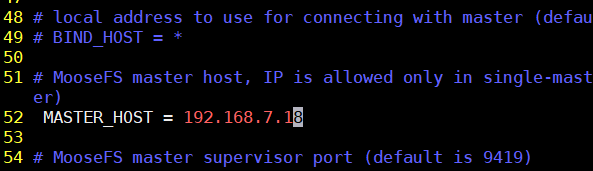 48 # local address to use for connecting with master (defau
49 # BIND_HOST = *
50
51 # MooseFS master host, IP is allowed only in single-mast
er)
52  MASTER_HOST = 192.168.7.18
53
54 # MooseFS master supervisor port (default is 9419)